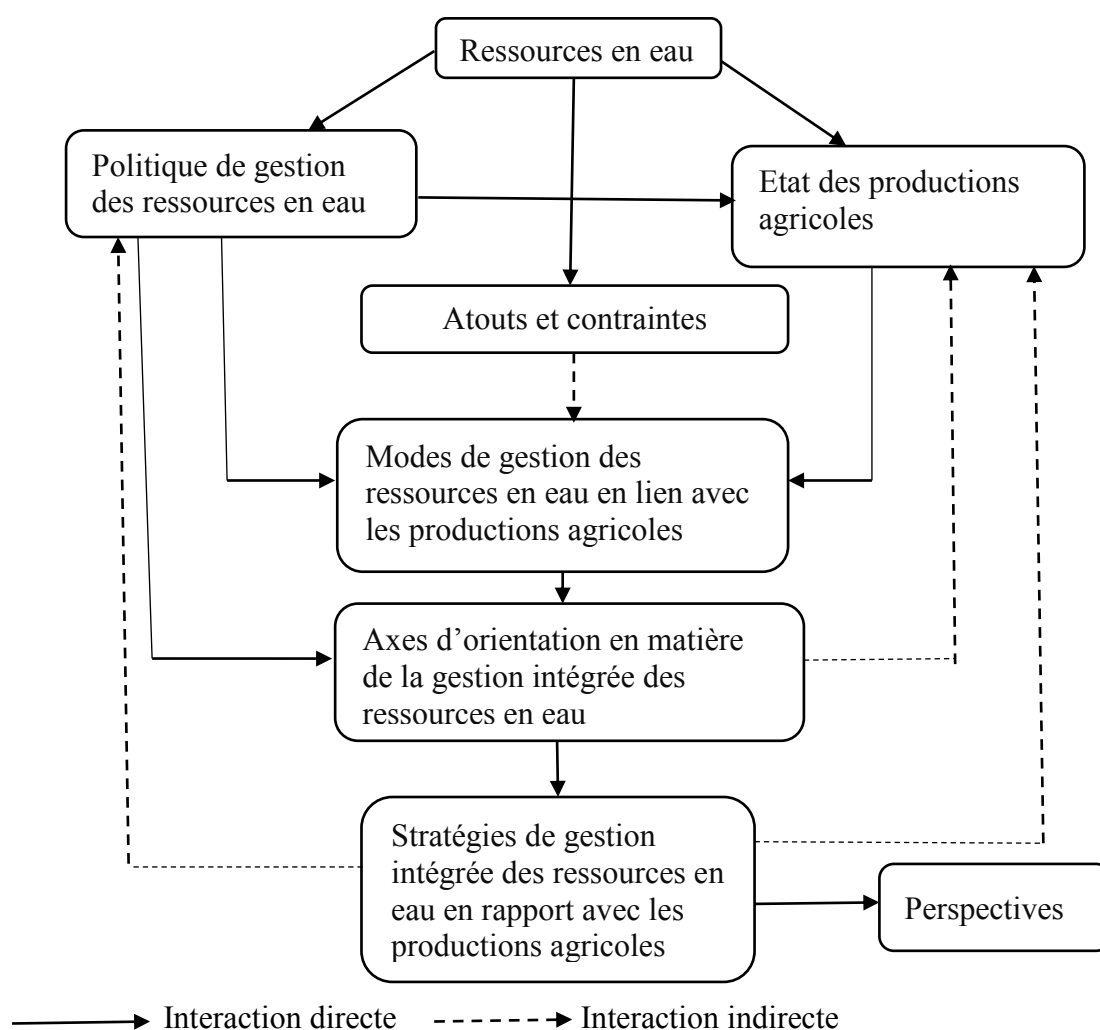 Ressources en eau
Politique de gestion
des ressources en eau
Etat des productions
agricoles
Atouts et contraintes
Modes de gestion des
ressources en eau en lien avec
les productions agricoles
Axes d’orientation en matière
de la gestion intégrée des
ressources en eau
Stratégies de gestion
intégrée des ressources en
eau en rapport avec les
productions agricoles
Perspectives
Interaction directe
Interaction indirecte